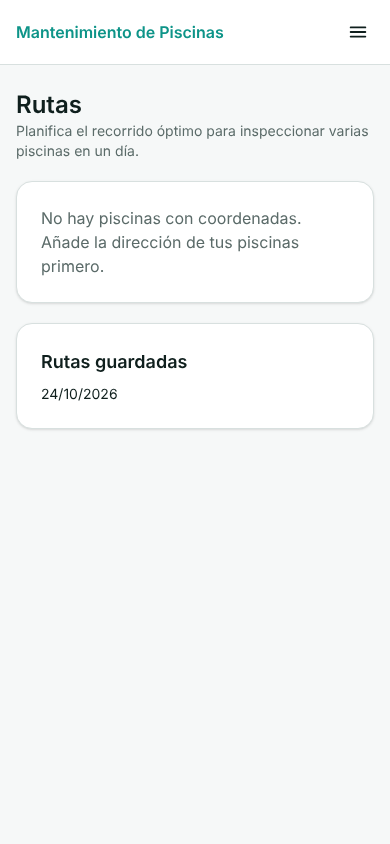 Mantenimiento de Piscinas
Rutas
Planifica el recorrido óptimo para inspeccionar varias
piscinas en un día.
No hay piscinas con coordenadas.
Añade la dirección de tus piscinas
primero.
Rutas guardadas
24/10/2026